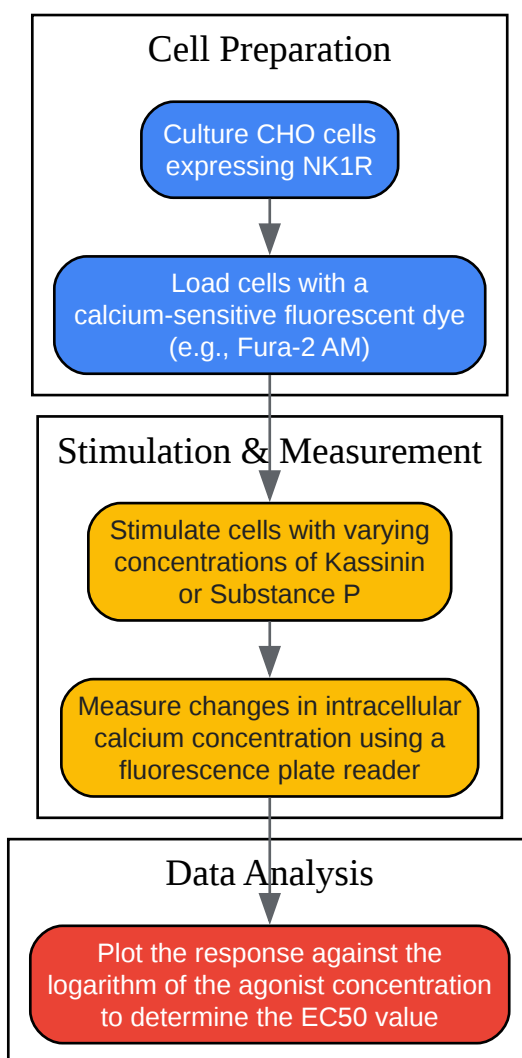 Cell Preparation
Culture CHO cells
expressing NK1R
Load cells with a
calcium-sensitive fluorescent dye
(e.g., Fura-2 AM)
Stimulation & Measurement
Stimulate cells with varying
concentrations of Kassinin
or Substance P
Measure changes in intracellular
calcium concentration using a
fluorescence plate reader
Data Analysis
Plot the response against the
logarithm of the agonist concentration
to determine the EC50 value